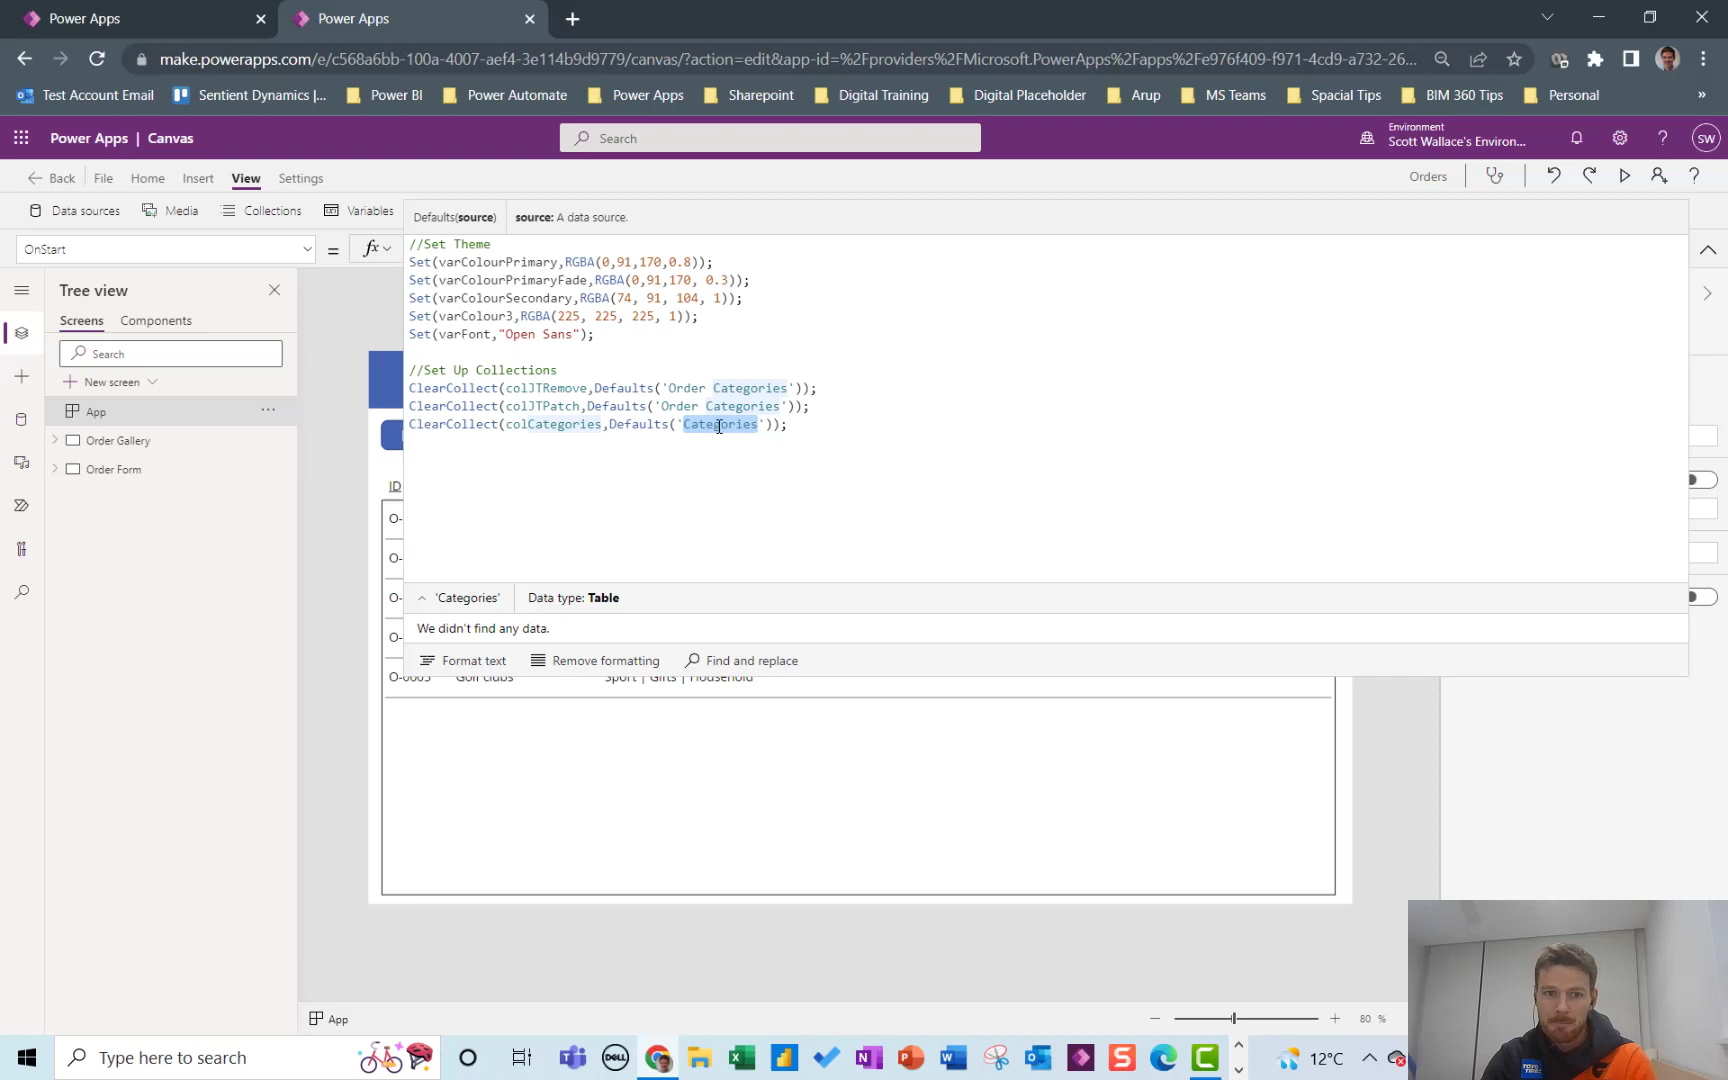 Power Apps
Power Apps
make.powerapps.com/e/c568a6bb-100a-4007-aef4-3e114b9d9779/canvas/?action=edit&app-id=%2Fproviders%2FMicrosoft.PowerApps%2Fapps%2Fe976f409-f971-4cd9-a732-26...
Test Account Email
Sentient Dynamics |...
Power BI
Power Automate
Power Apps
Sharepoint
Digital Training
Digital Placeholder
Arup
MS Teams
Spacial Tips
BIM 360 Tips
Personal
»
Power Apps | Canvas
Search
Environment
Scott Wallace's Environ...
SW
Back
File
Home
Insert
View
Settings
Orders
Data sources
Media
Collections
Variables
Defaults(source)
source: A data source.
OnStart
=
fx
//Set Theme
Set(varColourPrimary,RGBA(0,91,170,0.8));
Set(varColourPrimaryFade,RGBA(0,91,170, 0.3));
Set(varColourSecondary,RGBA(74, 91, 104, 1));
Set(varColour3,RGBA(225, 225, 225, 1));
Set(varFont,"Open Sans");
//Set Up Collections
ClearCollect(colJTRemove,Defaults('Order Categories'));
ClearCollect(colJTPatch,Defaults('Order Categories'));
ClearCollect(colCategories,Defaults('Categories'));
Tree view
Screens
Components
Search
New screen
App
...
Order Gallery
Order Form
ID
O-
O-
O-
O-
'Categories'
Data type: Table
We didn't find any data.
Format text
Remove formatting
Find and replace
O-0005
Golf clubs
Sport | Gifts | Household
App
80 %
Type here to search
DELL
12°C